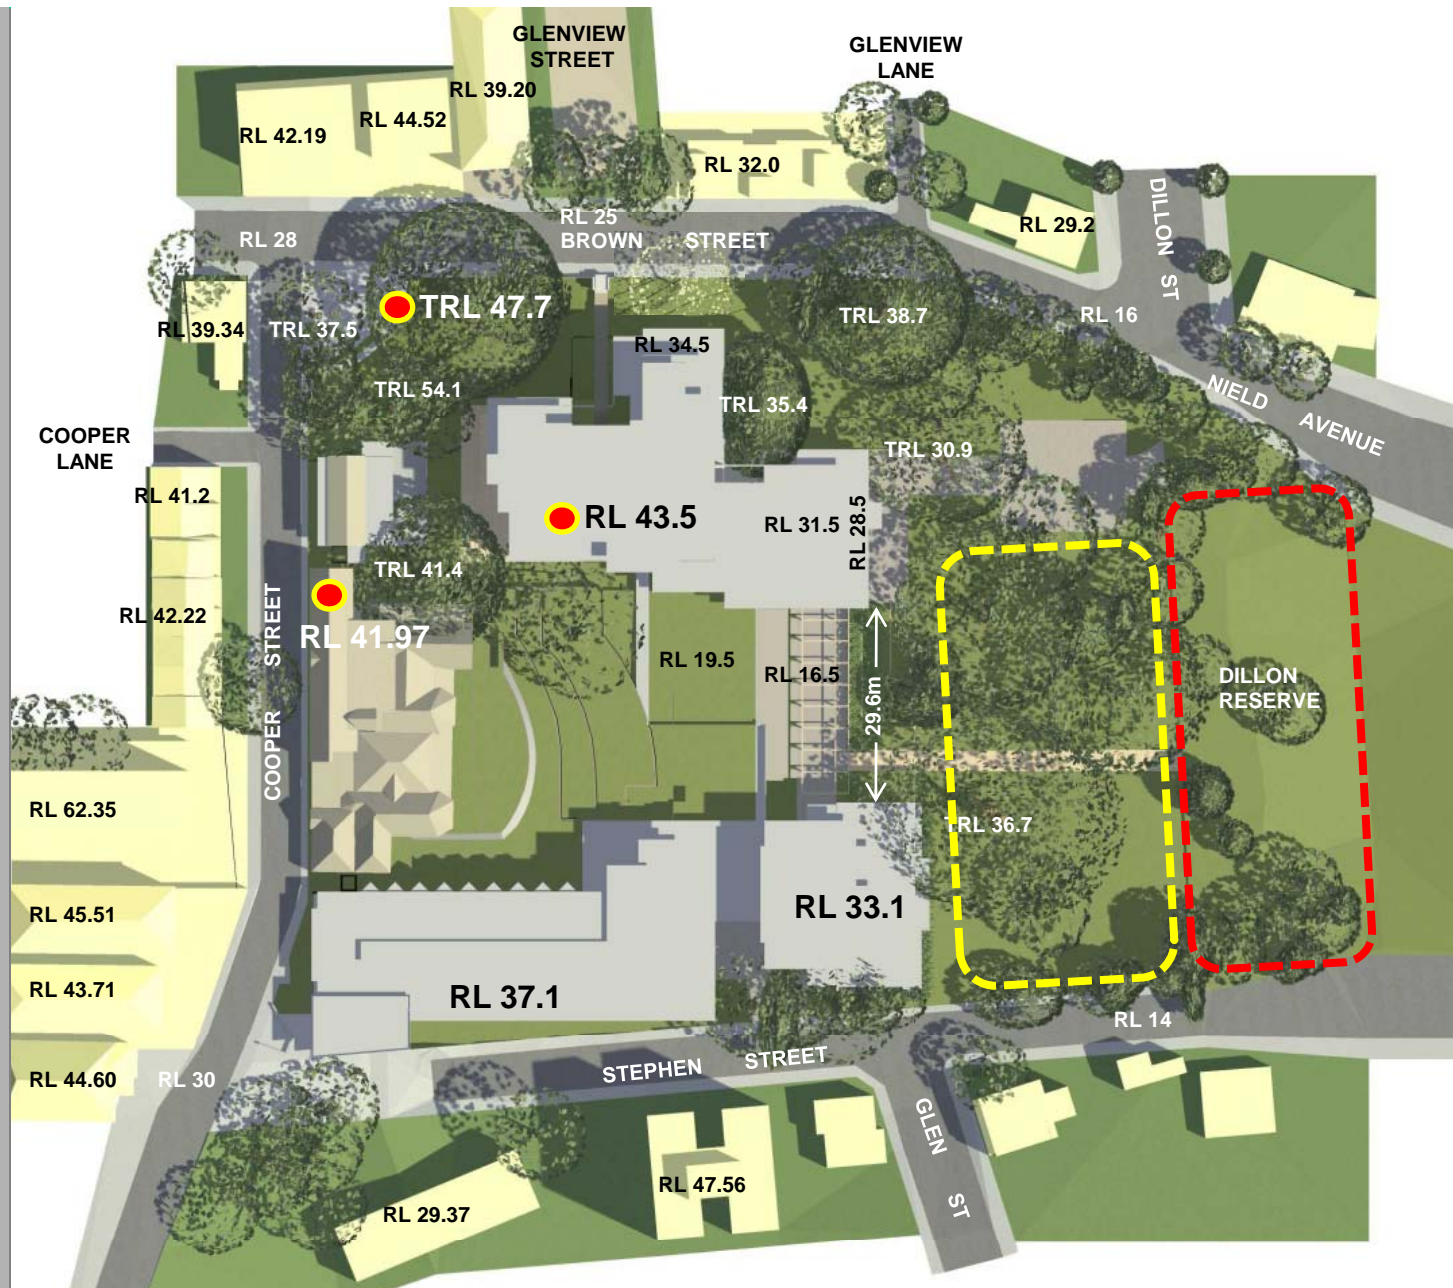 GLENVIEW
STREET
GLENVIEW
LANE
RL 39.20
RL 44.52
RL 42.19
RL 32.0
DILLON ST
RL 29.2
RL 25
BROWN STREET
RL 28
TRL 47.7
TRL 37.5
RL 39.34
TRL 38.7
RL 16
RL 34.5
TRL 54.1
TRL 35.4
NIELD AVENUE
COOPER
LANE
TRL 30.9
RL 41.2
RL 43.5
RL 31.5
RL 28.5
TRL 41.4
RL 42.22
RL 41.97
COOPER STREET
RL 19.5
RL 16.5
29.6m
DILLON
RESERVE
RL 62.35
TRL 36.7
RL 45.51
RL 33.1
RL 43.71
RL 37.1
RL 14
STEPHEN STREET
RL 44.60
RL 30
GLEN ST
RL 47.56
RL 29.37